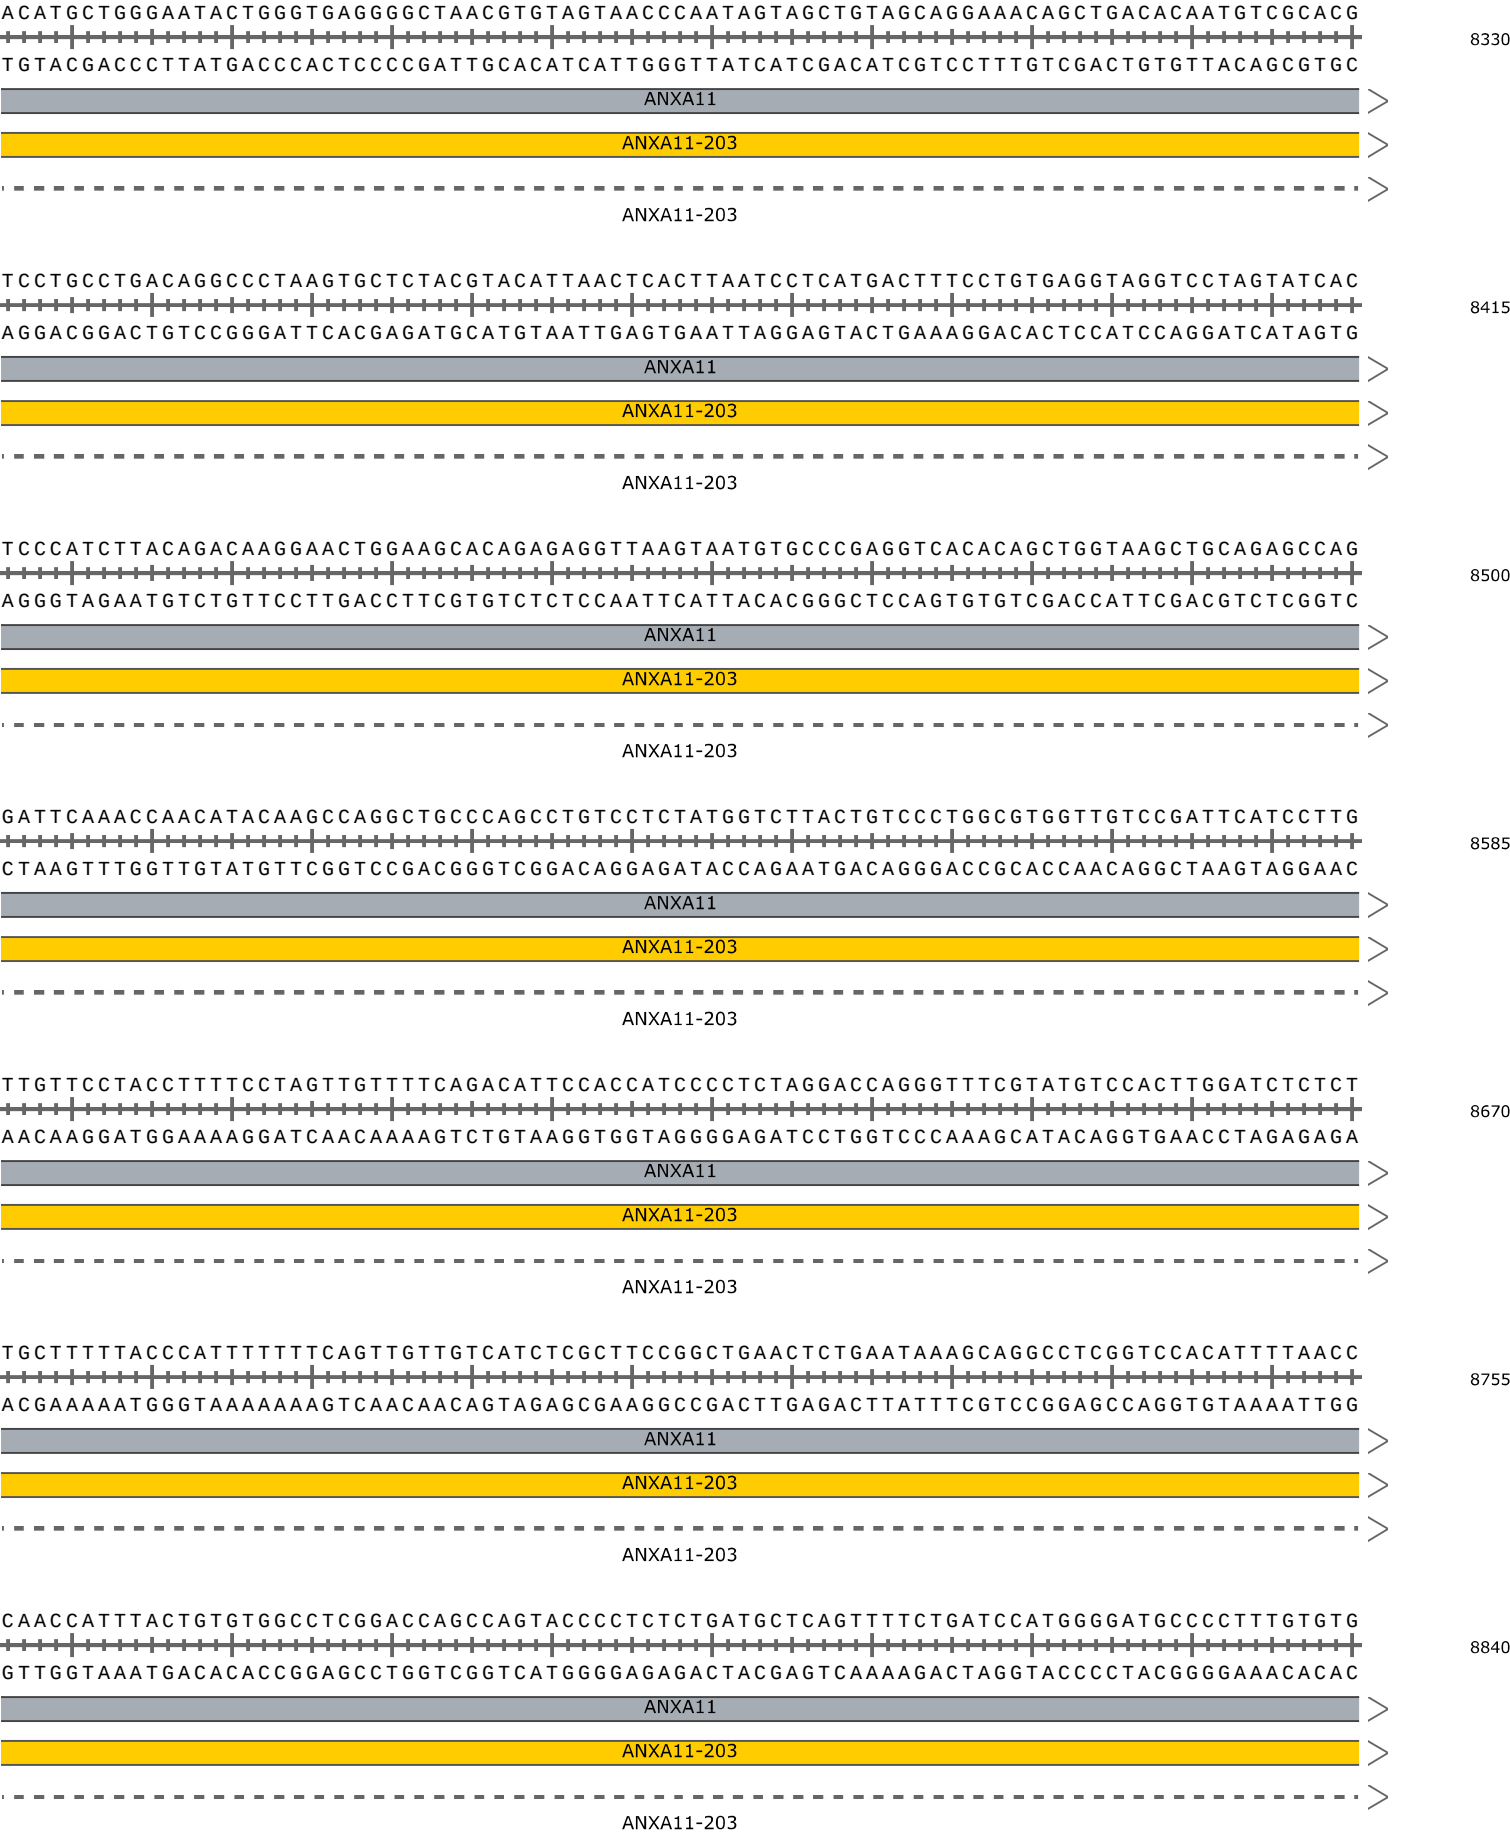 ACATGCTGGGAATACTGGGTGAGGGGCTAACGTGTAGTAACCCAATAGTAGCTGTAGCAGGAAACAGCTGACACAATGTCGCACG
8330
TGTACGACCCTTATGACCCACTCCCCGATTGCACATCATTGGGTTATCATCGACATCGTCCTTTGTCGACTGTGTTACAGCGTGC
ANXA11
ANXA11-203
ANXA11-203
TCCTGCCTGACAGGCCCTAAGTGCTCTACGTACATTAACTCACTTAATCCTCATGACTTTCCTGTGAGGTAGGTCCTAGTATCAC
8415
AGGACGGACTGTCCGGGATTCACGAGATGCATGTAATTGAGTGAATTAGGAGTACTGAAAGGACACTCCATCCAGGATCATAGTG
ANXA11
ANXA11-203
ANXA11-203
TCCCATCTTACAGACAAGGAACTGGAAGCACAGAGAGGTTAAGTAATGTGCCCGAGGTCACACAGCTGGTAAGCTGCAGAGCCAG
8500
AGGGTAGAATGTCTGTTCCTTGACCTTCGTGTCTCTCCAATTCATTACACGGGCTCCAGTGTGTCGACCATTCGACGTCTCGGTC
ANXA11
ANXA11-203
ANXA11-203
GATTCAAACCAACATACAAGCCAGGCTGCCCAGCCTGTCCTCTATGGTCTTACTGTCCCTGGCGTGGTTGTCCGATTCATCCTTG
8585
CTAAGTTTGGTTGTATGTTCGGTCCGACGGGTCGGACAGGAGATACCAGAATGACAGGGACCGCACCAACAGGCTAAGTAGGAAC
ANXA11
ANXA11-203
ANXA11-203
TTGTTCCTACCTTTTCCTAGTTGTTTTCAGACATTCCACCATCCCCTCTAGGACCAGGGTTTCGTATGTCCACTTGGATCTCTCT
8670
AACAAGGATGGAAAAGGATCAACAAAAGTCTGTAAGGTGGTAGGGGAGATCCTGGTCCCAAAGCATACAGGTGAACCTAGAGAGA
ANXA11
ANXA11-203
ANXA11-203
TGCTTTTTACCCATTTTTTTCAGTTGTTGTCATCTCGCTTCCGGCTGAACTCTGAATAAAGCAGGCCTCGGTCCACATTTTAACC
8755
ACGAAAAATGGGTAAAAAAAGTCAACAACAGTAGAGCGAAGGCCGACTTGAGACTTATTTCGTCCGGAGCCAGGTGTAAAATTGG
ANXA11
ANXA11-203
ANXA11-203
CAACCATTTACTGTGTGGCCTCGGACCAGCCAGTACCCCTCTCTGATGCTCAGTTTTCTGATCCATGGGGATGCCCCTTTGTGTG
8840
GTTGGTAAATGACACACCGGAGCCTGGTCGGTCATGGGGAGAGACTACGAGTCAAAAGACTAGGTACCCCTACGGGGAAACACAC
ANXA11
ANXA11-203
ANXA11-203